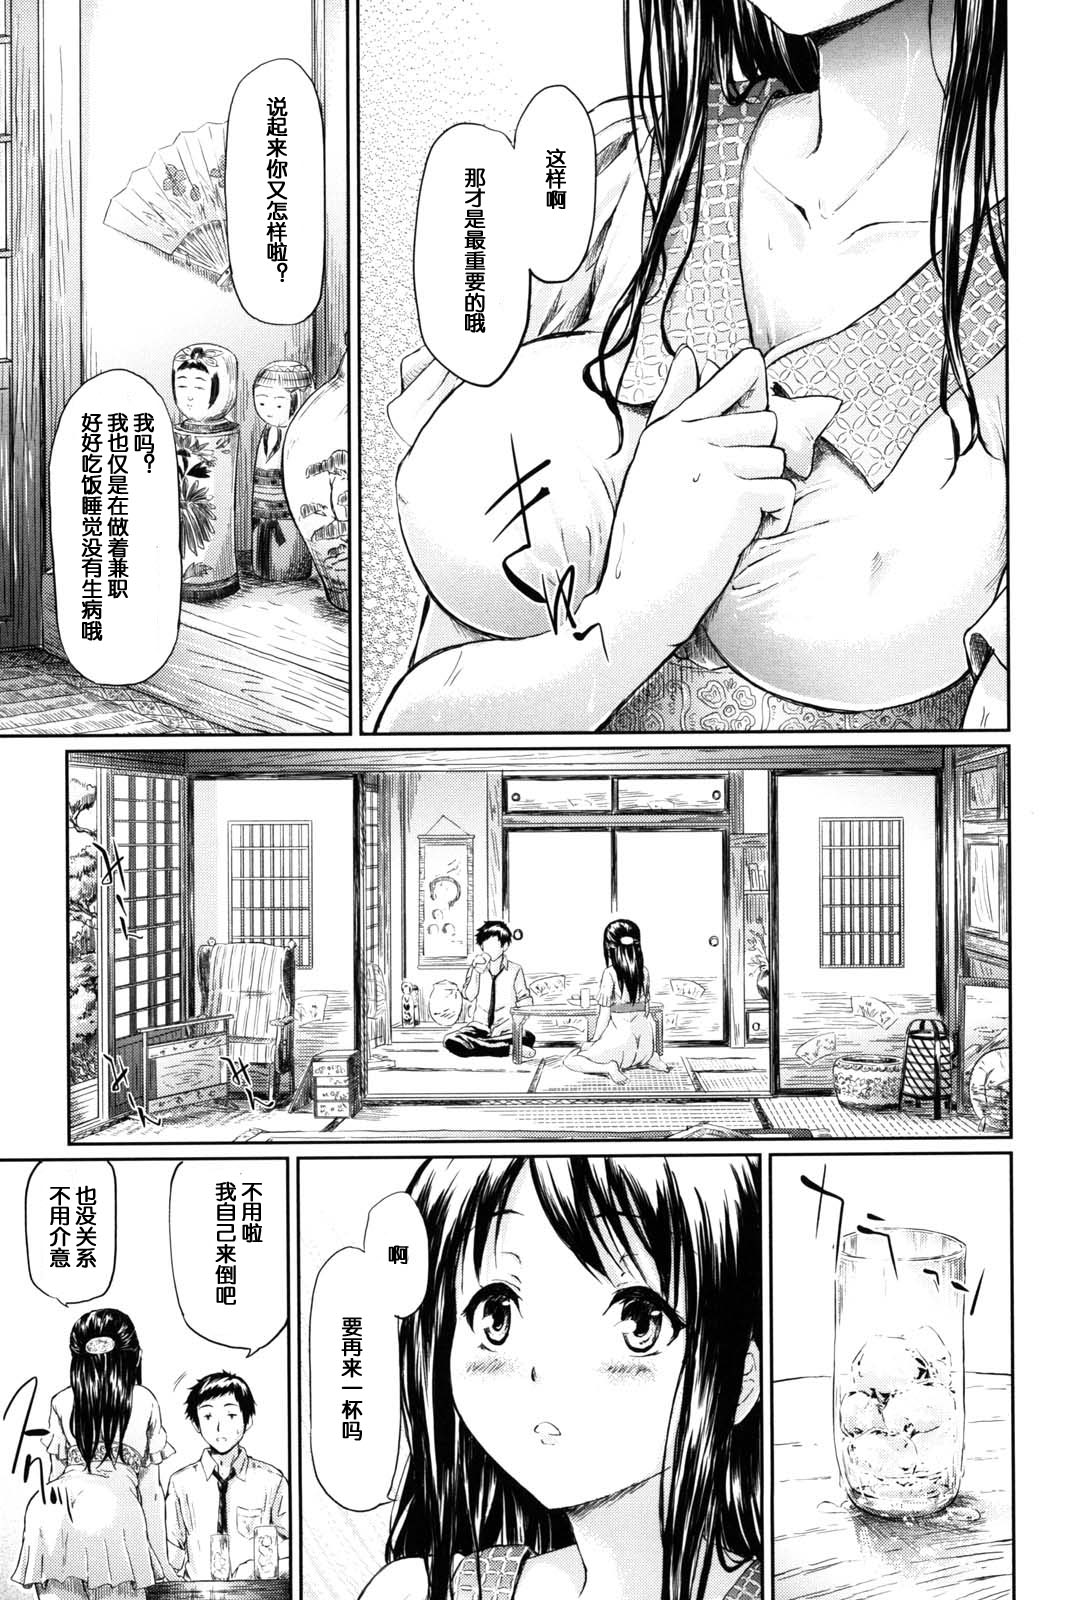 这样啊
那才是最重要的哦
说起来你又怎样啦？
我吗？
我也仅是在做着兼职
好好吃饭睡觉没有生病哦
啊
要再来一杯吗
不用啦
我自己来倒吧
也没关系
不用介意